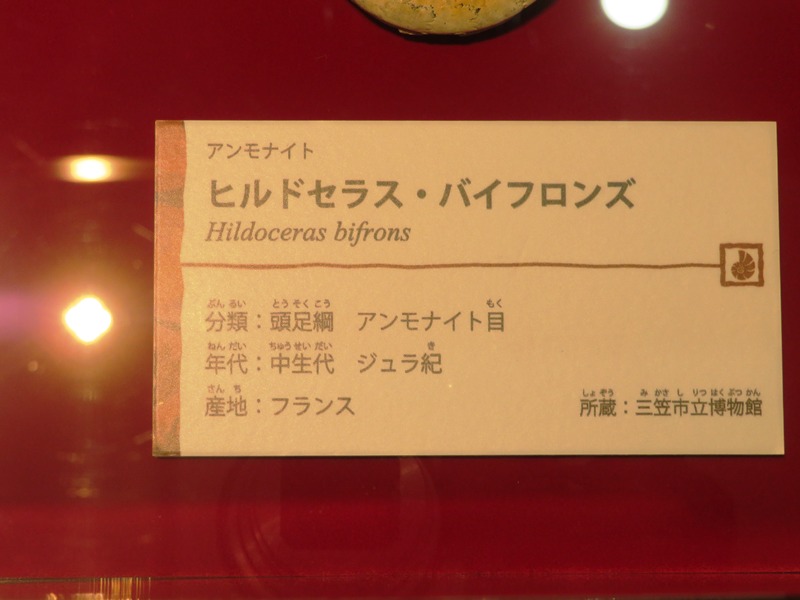 アンモナイト
ヒルドセラス・バイフロンズ
Hildoceras bifrons
ぶんるい とうそくこう もく
分類：頭足綱 アンモナイト目
ねんだい ちゅうせいだい き
年代：中生代 ジュラ紀
さんち
産地：フランス
しょぞう みかさしりつはくぶつかん
所蔵：三笠市立博物館